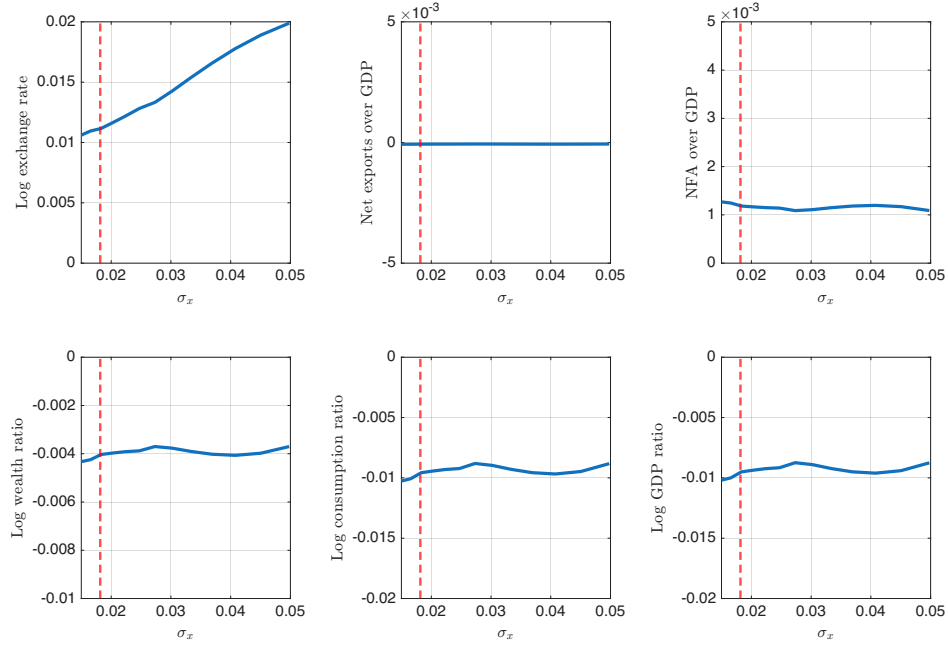 Log exchange rate
0.02
0.015
0.01
0.005
0
0.02 0.03 0.04 0.05
σx
Net exports over GDP
×10-3
5
0
-5
0.02 0.03 0.04 0.05
σx
NFA over GDP
×10-3
5
4
3
2
1
0
0.02 0.03 0.04 0.05
σx
Log wealth ratio
0
-0.002
-0.004
-0.006
-0.008
-0.01
0.02 0.03 0.04 0.05
σx
Log consumption ratio
0
-0.005
-0.01
-0.015
-0.02
0.02 0.03 0.04 0.05
σx
Log GDP ratio
0
-0.005
-0.01
-0.015
-0.02
0.02 0.03 0.04 0.05
σx